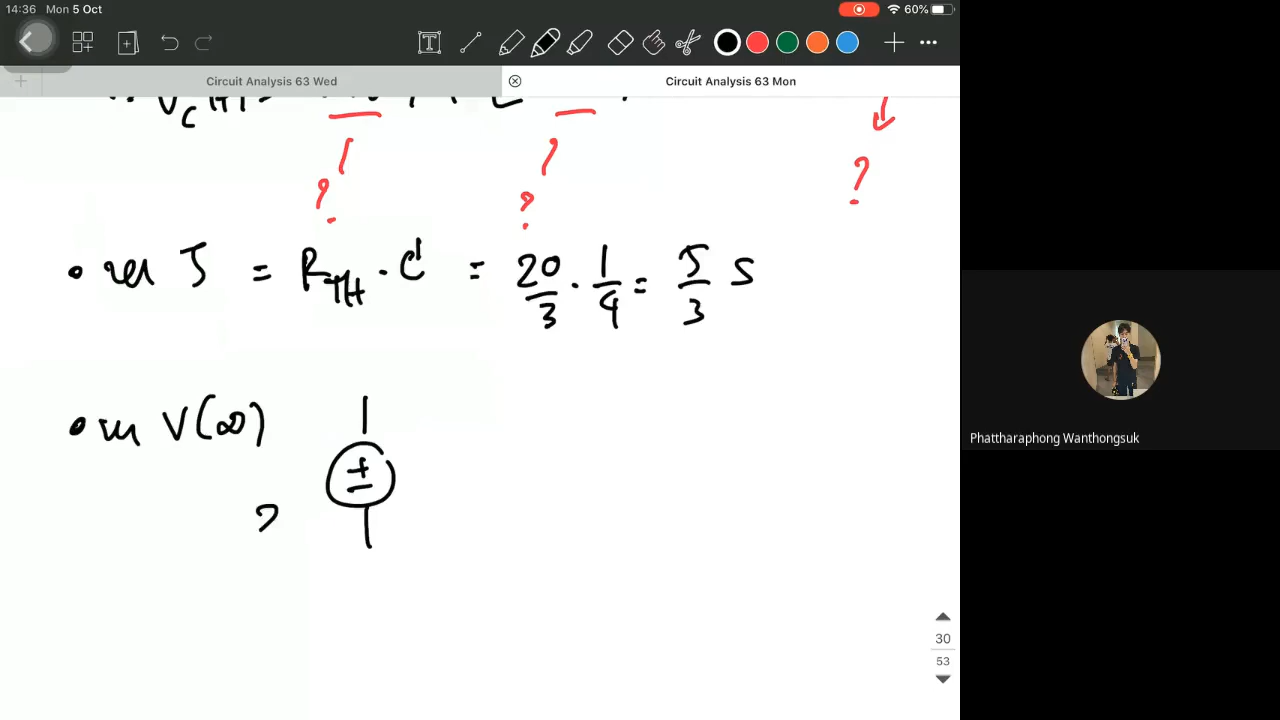 14:36 Mon 5 Oct
60%
Circuit Analysis 63 Wed
Circuit Analysis 63 Mon
? ? ?
• หา τ = R_TH · C = 20/3 · 1/4 = 5/3 s
• หา V(∞)
+
−
2
30
53
Phattharaphong Wanthongsuk